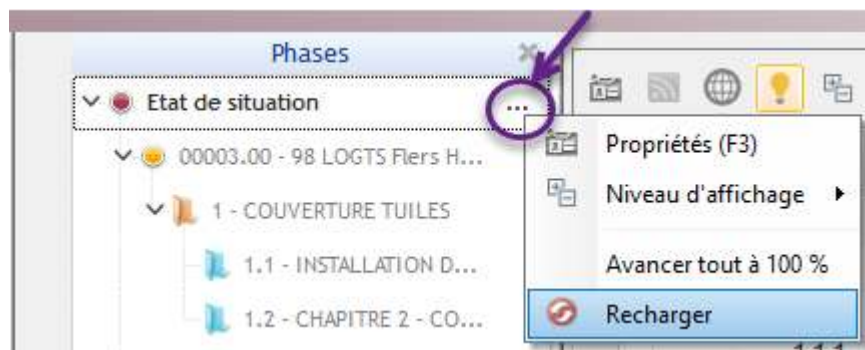 Phases
Etat de situation ...
00003.00 - 98 LOGTS Flers H...
1 - COUVERTURE TUILES
1.1 - INSTALLATION D...
1.2 - CHAPITRE 2 - CO...
Propriétés (F3)
Niveau d'affichage
Avancer tout à 100 %
Recharger